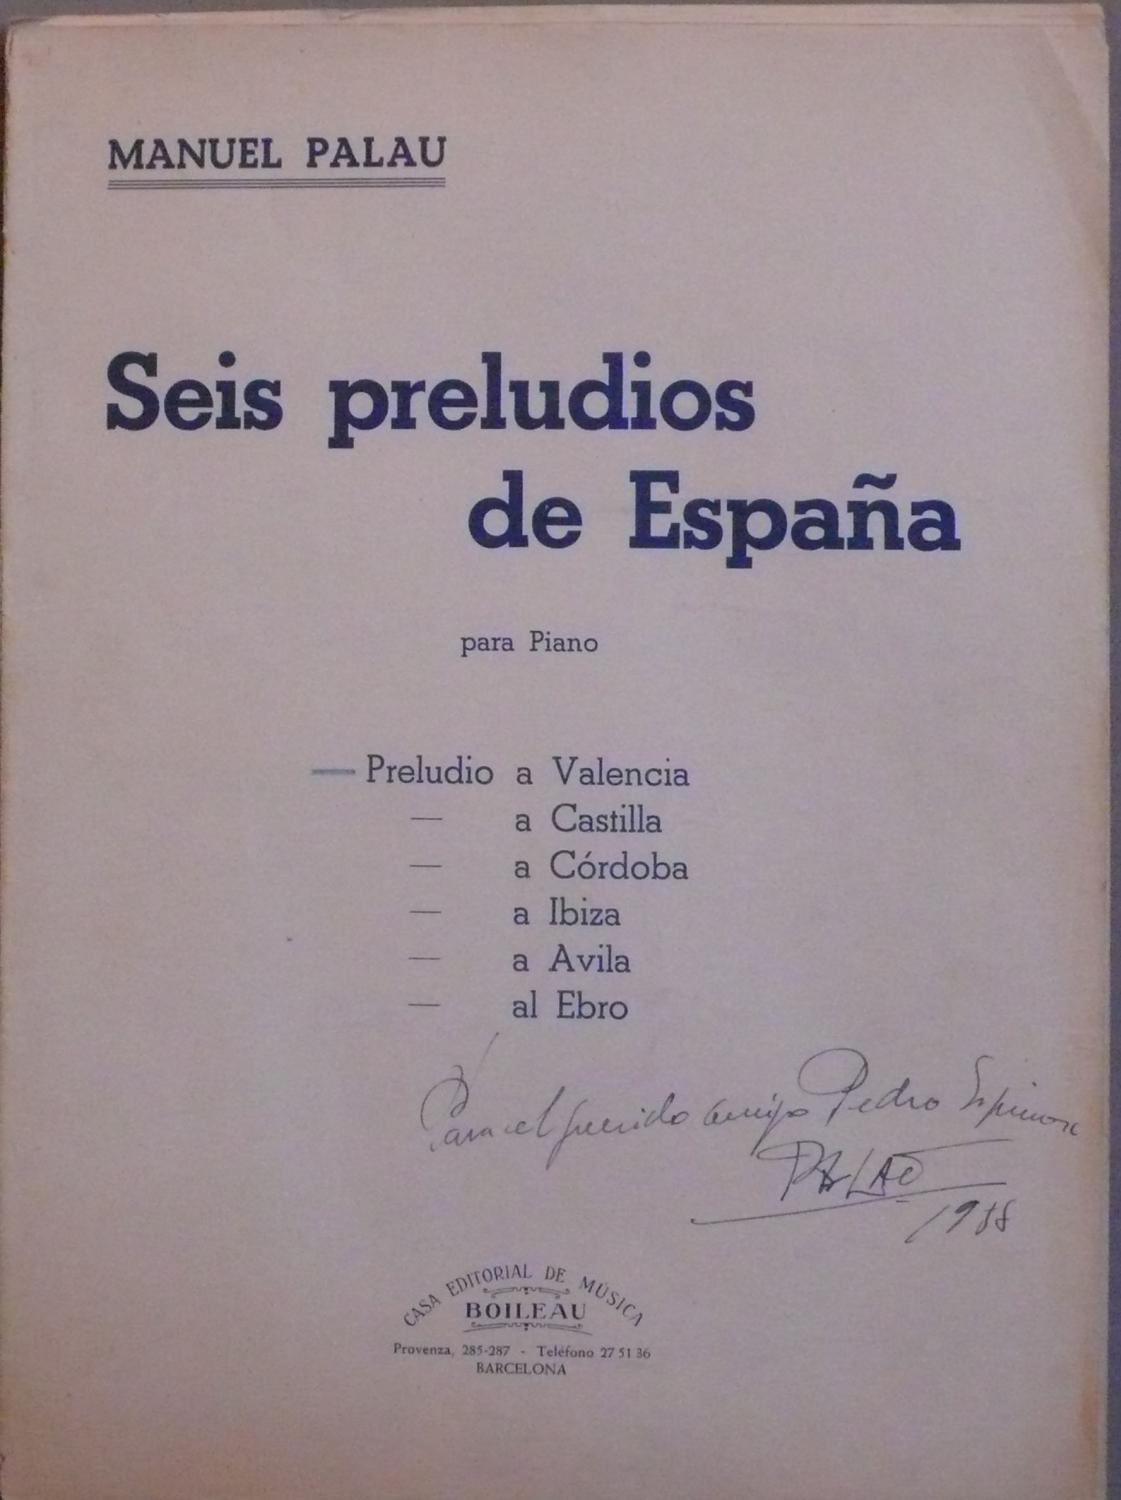 MANUEL PALAU
Seis preludios
de España
para Piano
— Preludio a Valencia
— a Castilla
— a Córdoba
— a Ibiza
— a Avila
— al Ebro
Para el querido amigo Pedro Espinosa
PALAU
CASA EDITORIAL DE MÚSICA
BOILEAU
Provenza, 285-287 - Teléfono 27 51 36
BARCELONA